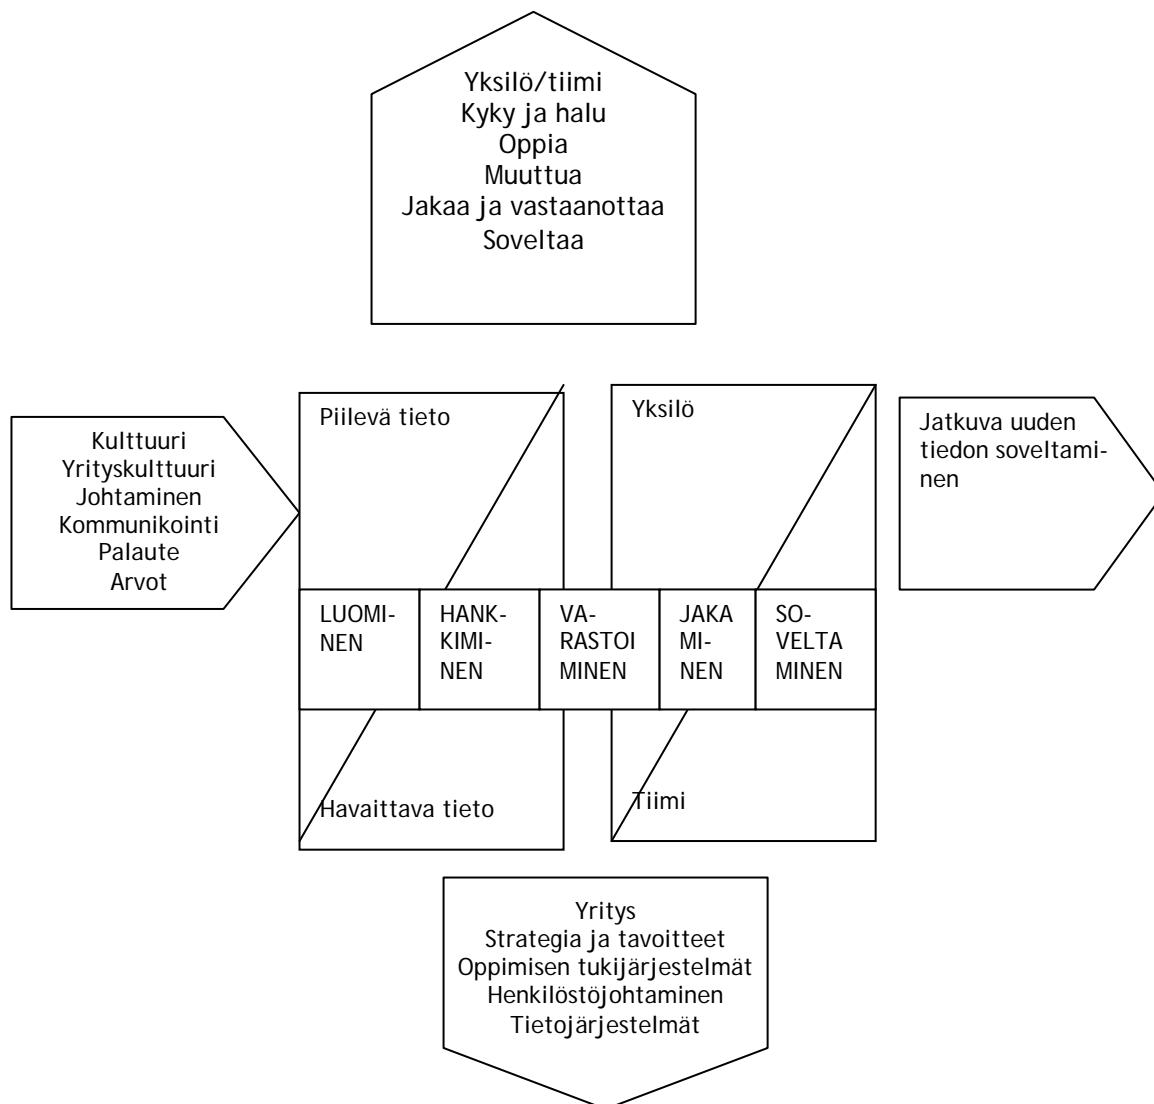 Yksilö/tiimi
Kyky ja halu
Oppia
Muuttua
Jakaa ja vastaanottaa
Soveltaa
Kulttuuri
Yrityskulttuuri
Johtaminen
Kommunikointi
Palaute
Arvot
Piilevä tieto
Yksilö
Jatkuva uuden
tiedon soveltami-
nen
LUOMI-
NEN
HANK-
KIMI-
NEN
VA-
RASTOI
MINEN
JAKA
MI-
NEN
SO-
VELTA
MINEN
Havaittava tieto
Tiimi
Yritys
Strategia ja tavoitteet
Oppimisen tukijärjestelmät
Henkilöstöjohtaminen
Tietojärjestelmät